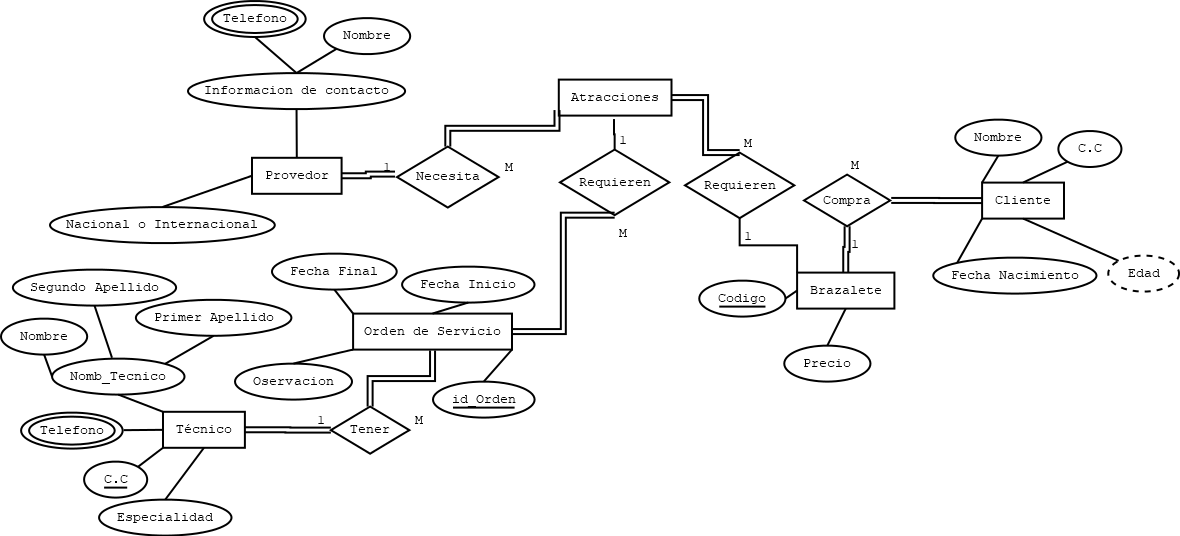 Telefono
Nombre
Informacion de contacto
Atracciones
Nombre
C.C
1
M
Provedor
1
Necesita
M
Requieren
Requieren
M
Compra
Cliente
Nacional o Internacional
M
1
1
Fecha Final
Fecha Inicio
Fecha Nacimiento
Edad
Segundo Apellido
Codigo
Brazalete
Primer Apellido
Nombre
Orden de Servicio
Precio
Nomb_Tecnico
Oservacion
id_Orden
Telefono
Técnico
1
Tener
M
C.C
Especialidad